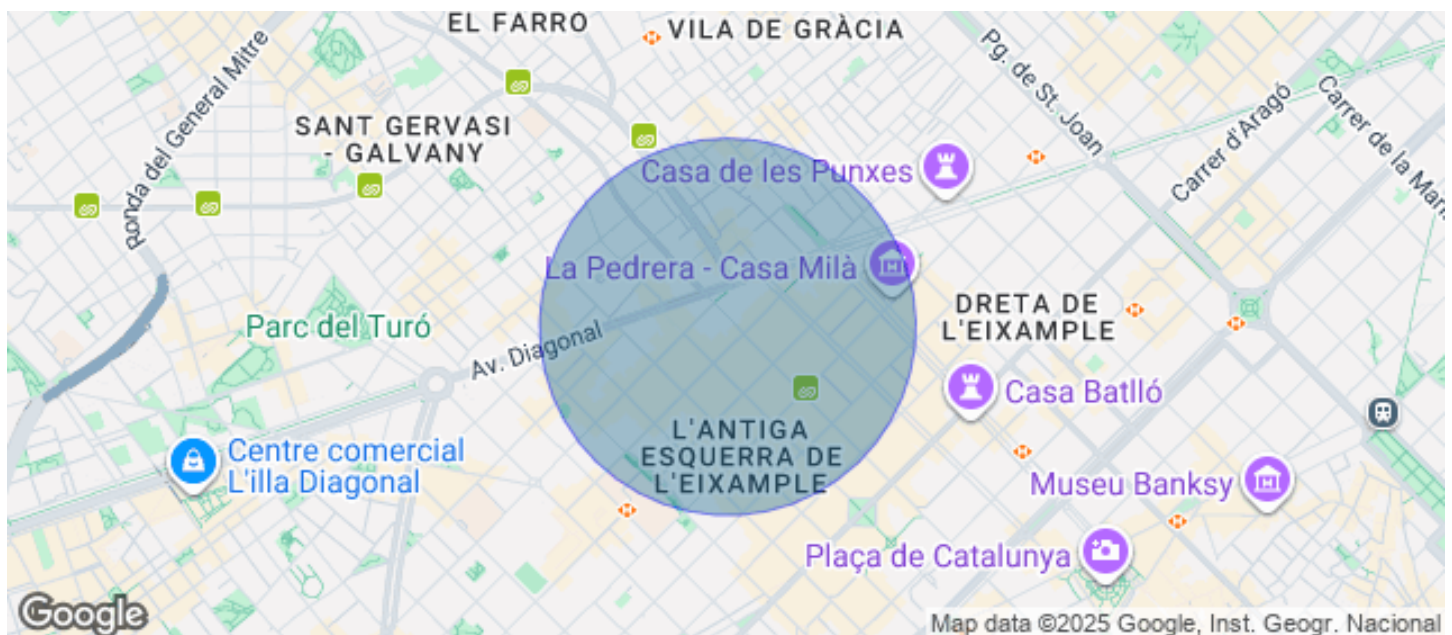 EL FARRÓ
VILA DE GRÀCIA
Ronda del General Mitre
Pg. de St. Joan
Carrer d'Aragó
SANT GERVASI
- GALVANY
Casa de les Punxes
La Pedrera - Casa Milà
DRETA DE
L'EIXAMPLE
Parc del Turó
Av. Diagonal
Casa Batlló
L'ANTIGA
ESQUERRA DE
L'EIXAMPLE
Centre comercial
L'illa Diagonal
Museu Banksy
Plaça de Catalunya
Google
Map data ©2025 Google, Inst. Geogr. Nacional
Carrer de la